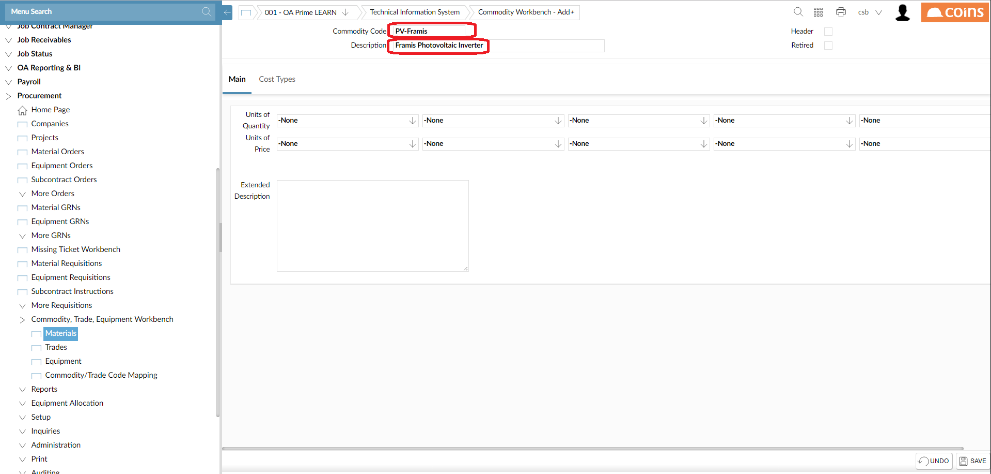 Menu Search
Job Contract Manager
Job Receivables
Job Status
OA Reporting & BI
Payroll
Procurement
Home Page
Companies
Projects
Material Orders
Equipment Orders
Subcontract Orders
More Orders
Material GRNs
Equipment GRNs
More GRNs
Missing Ticket Workbench
Material Requisitions
Equipment Requisitions
Subcontract Instructions
More Requisitions
Commodity, Trade, Equipment Workbench
Materials
Trades
Equipment
Commodity/Trade Code Mapping
Reports
Equipment Allocation
Setup
Inquiries
Administration
Print
Auditing
001 - OA Prime LEARN Technical Information System Commodity Workbench - Add+
csb coins
Commodity Code PV-Framis Header
Description Framis Photovoltaic Inverter Retired
Main Cost Types
Units of Quantity -None -None -None -None -None
Units of Price -None -None -None -None -None
Extended Description
UNDO SAVE